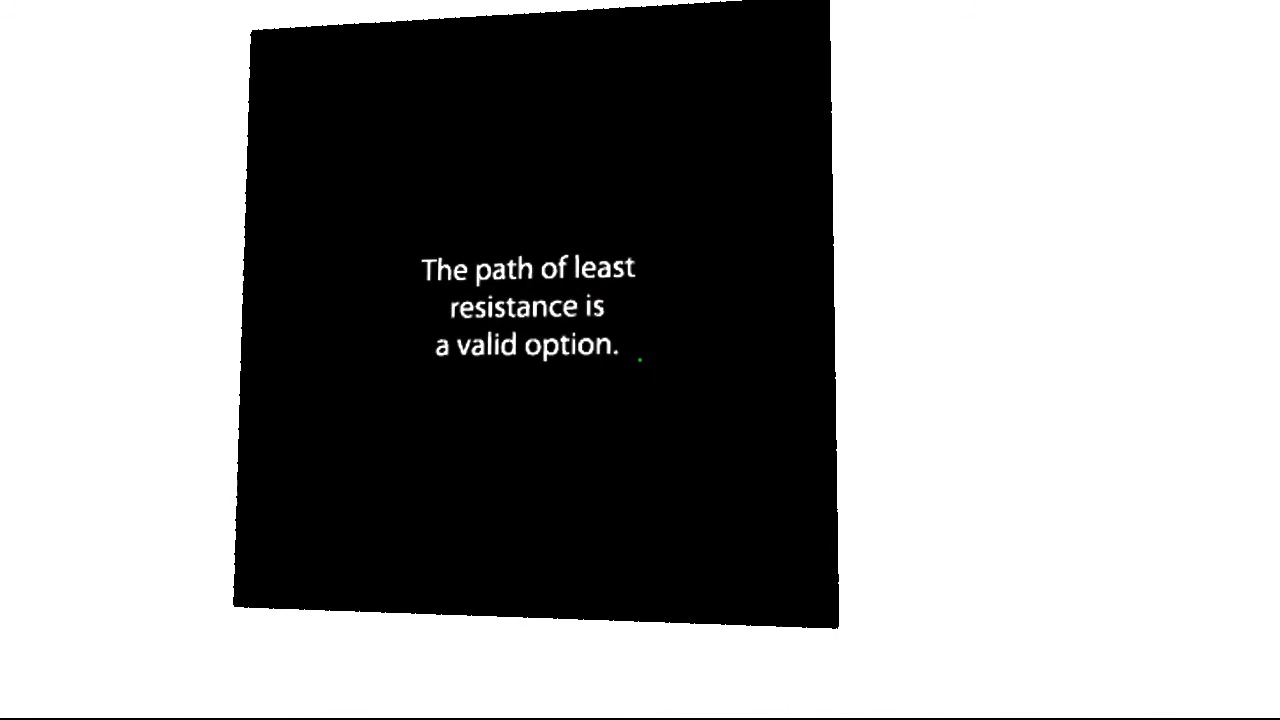 The path of least
resistance is
a valid option.